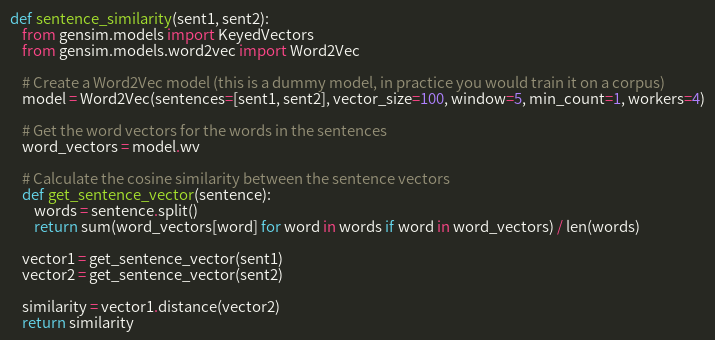 def sentence_similarity(sent1, sent2):
    from gensim.models import KeyedVectors
    from gensim.models.word2vec import Word2Vec

    # Create a Word2Vec model (this is a dummy model, in practice you would train it on a corpus)
    model = Word2Vec(sentences=[sent1, sent2], vector_size=100, window=5, min_count=1, workers=4)

    # Get the word vectors for the words in the sentences
    word_vectors = model.wv

    # Calculate the cosine similarity between the sentence vectors
    def get_sentence_vector(sentence):
        words = sentence.split()
        return sum(word_vectors[word] for word in words if word in word_vectors) / len(words)

    vector1 = get_sentence_vector(sent1)
    vector2 = get_sentence_vector(sent2)

    similarity = vector1.distance(vector2)
    return similarity